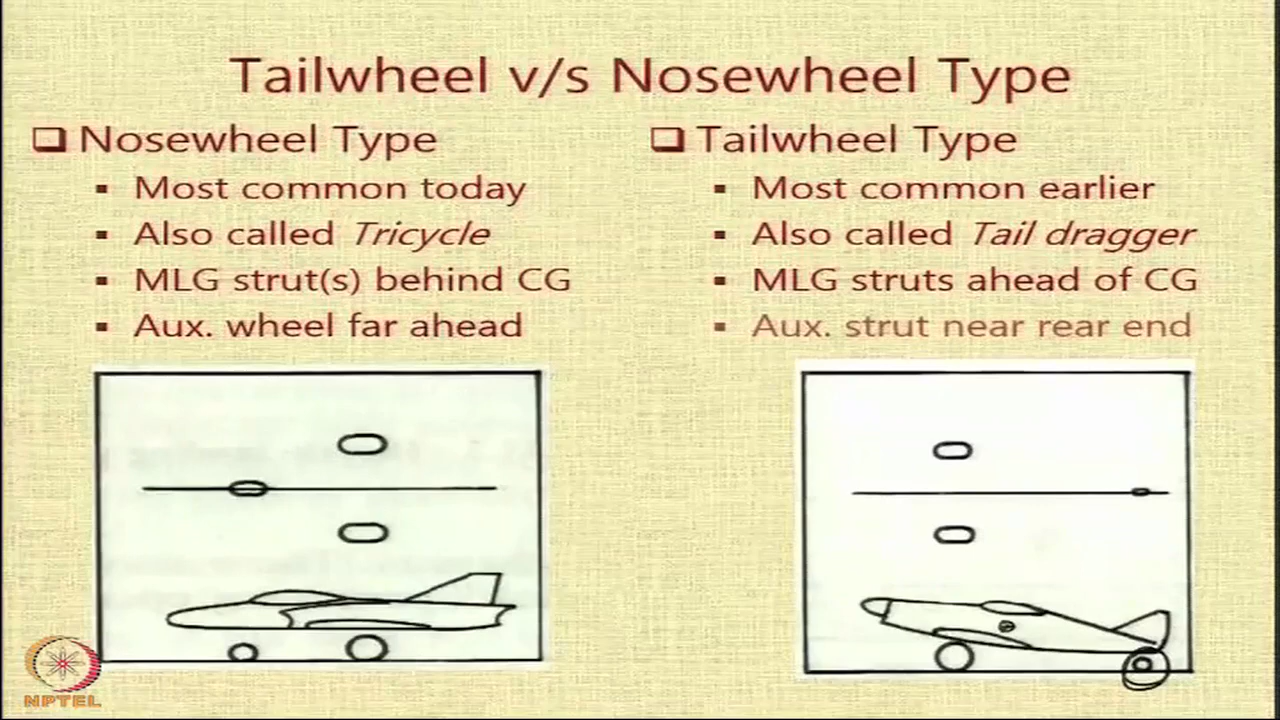 Tailwheel v/s Nosewheel Type
❑ Nosewheel Type
▪ Most common today
▪ Also called Tricycle
▪ MLG strut(s) behind CG
▪ Aux. wheel far ahead
❑ Tailwheel Type
▪ Most common earlier
▪ Also called Tail dragger
▪ MLG struts ahead of CG
▪ Aux. strut near rear end
NPTEL